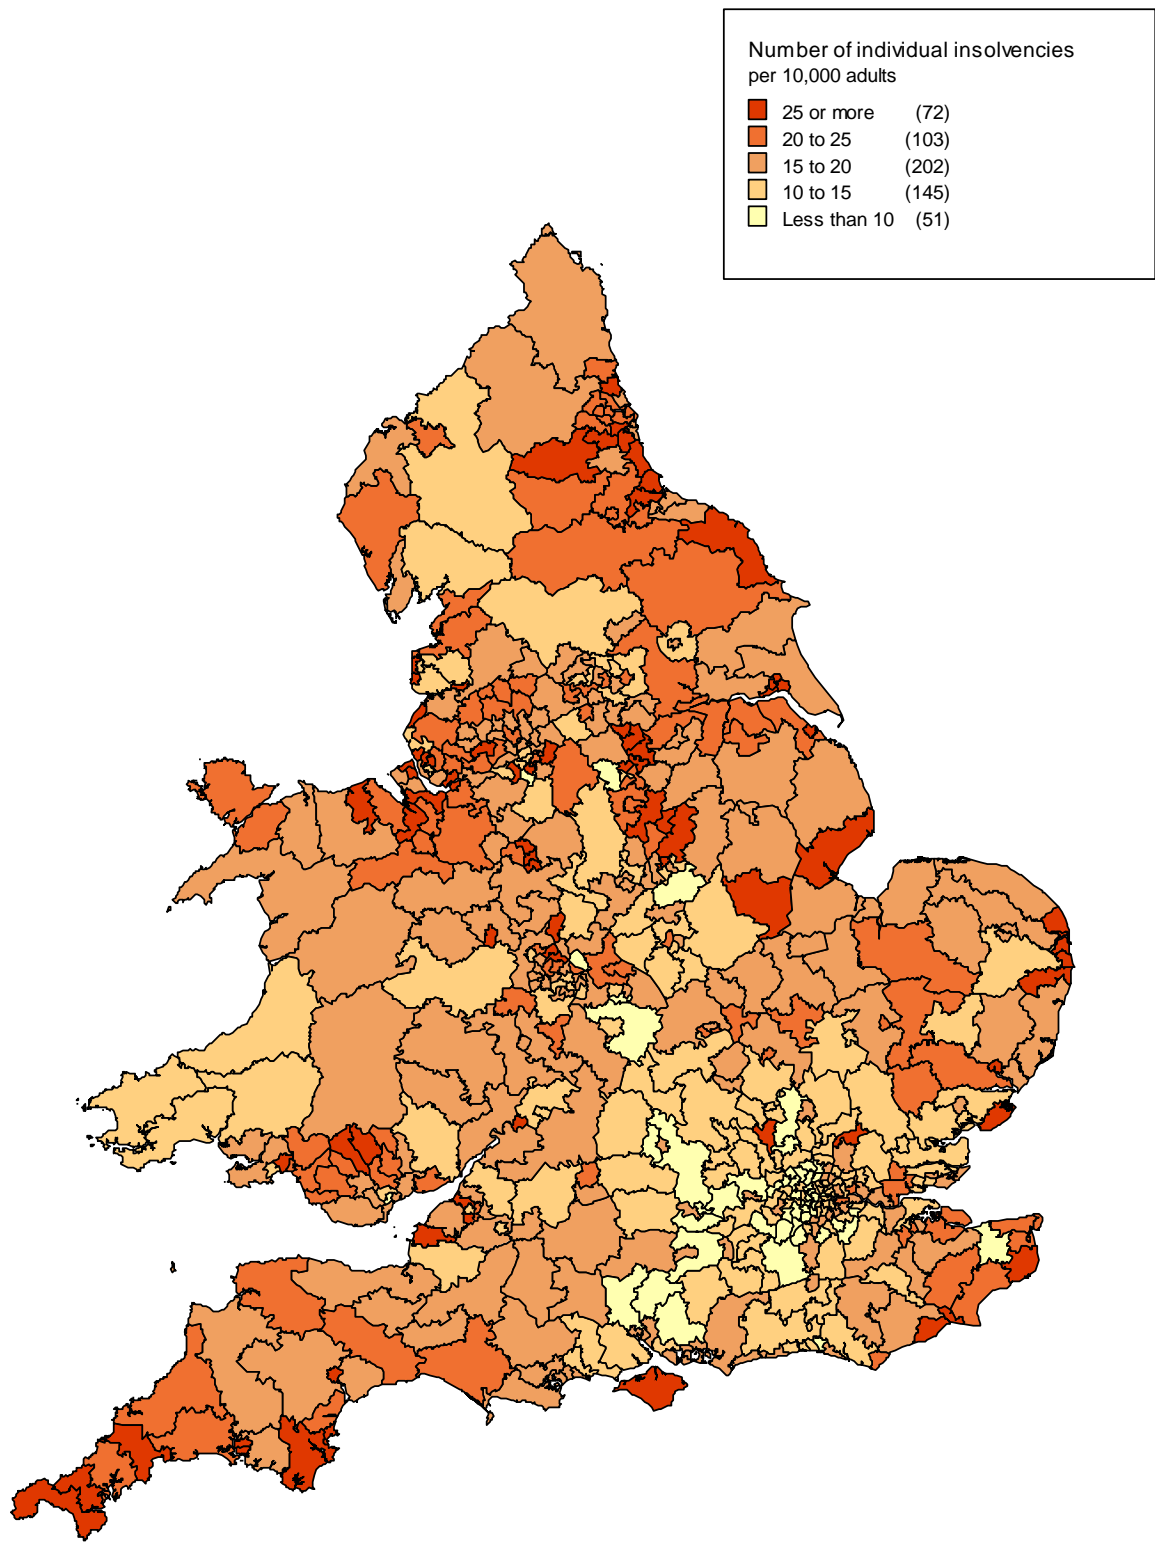 Number of individual insolvencies
per 10,000 adults
25 or more (72)
20 to 25 (103)
15 to 20 (202)
10 to 15 (145)
Less than 10 (51)